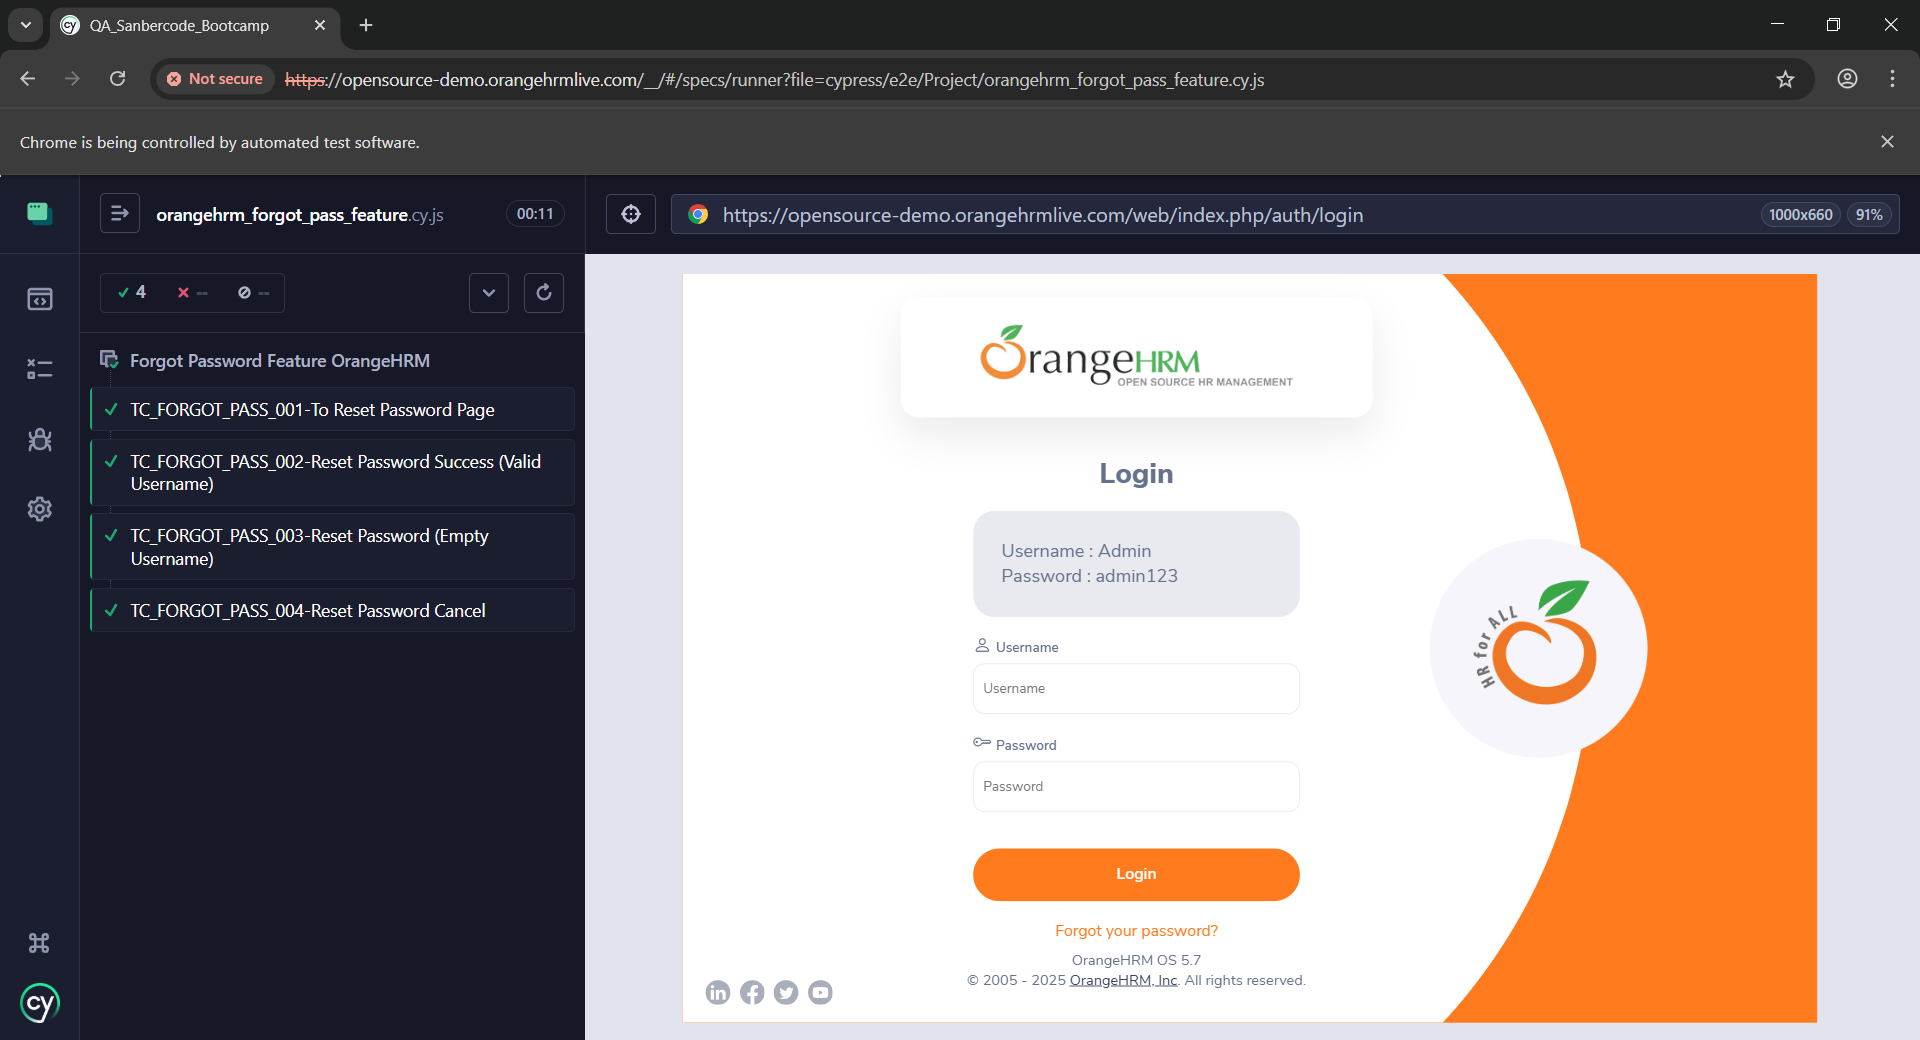 QA_Sanbercode_Bootcamp
Not secure
https://opensource-demo.orangehrmlive.com/__/#/specs/runner?file=cypress/e2e/Project/orangehrm_forgot_pass_feature.cy.js
Chrome is being controlled by automated test software.
orangehrm_forgot_pass_feature.cy.js
00:11
https://opensource-demo.orangehrmlive.com/web/index.php/auth/login
1000x660
91%
4 -- --
Forgot Password Feature OrangeHRM
TC_FORGOT_PASS_001-To Reset Password Page
TC_FORGOT_PASS_002-Reset Password Success (Valid
Username)
TC_FORGOT_PASS_003-Reset Password (Empty
Username)
TC_FORGOT_PASS_004-Reset Password Cancel
cy
OrangeHRM
OPEN SOURCE HR MANAGEMENT
Login
Username : Admin
Password : admin123
Username
Username
Password
Password
Login
Forgot your password?
OrangeHRM OS 5.7
© 2005 - 2025 OrangeHRM, Inc. All rights reserved.
HR for ALL